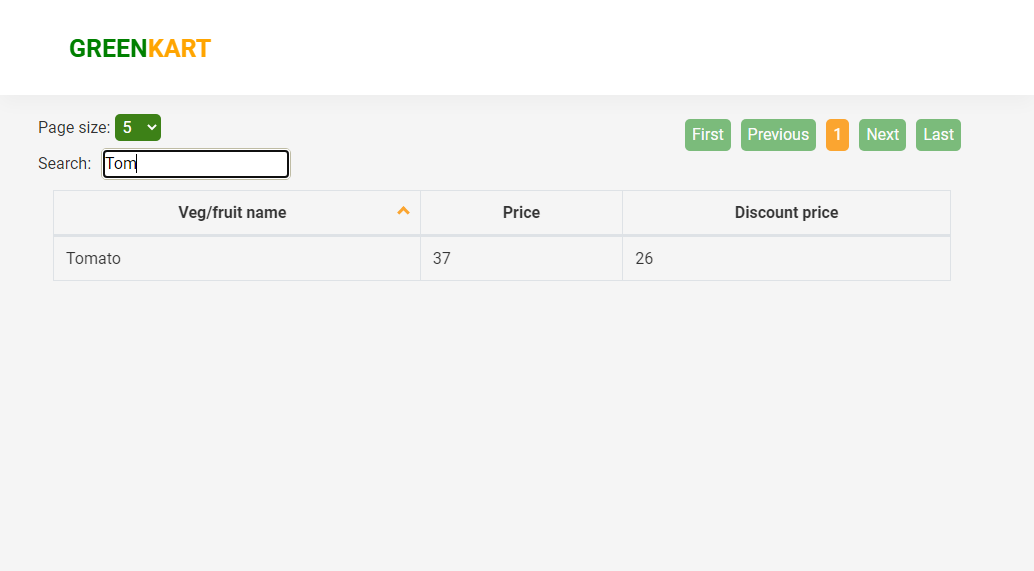 GREENKART
Page size: 5
First Previous 1 Next Last
Search: Tom
Veg/fruit name Price Discount price
Tomato 37 26